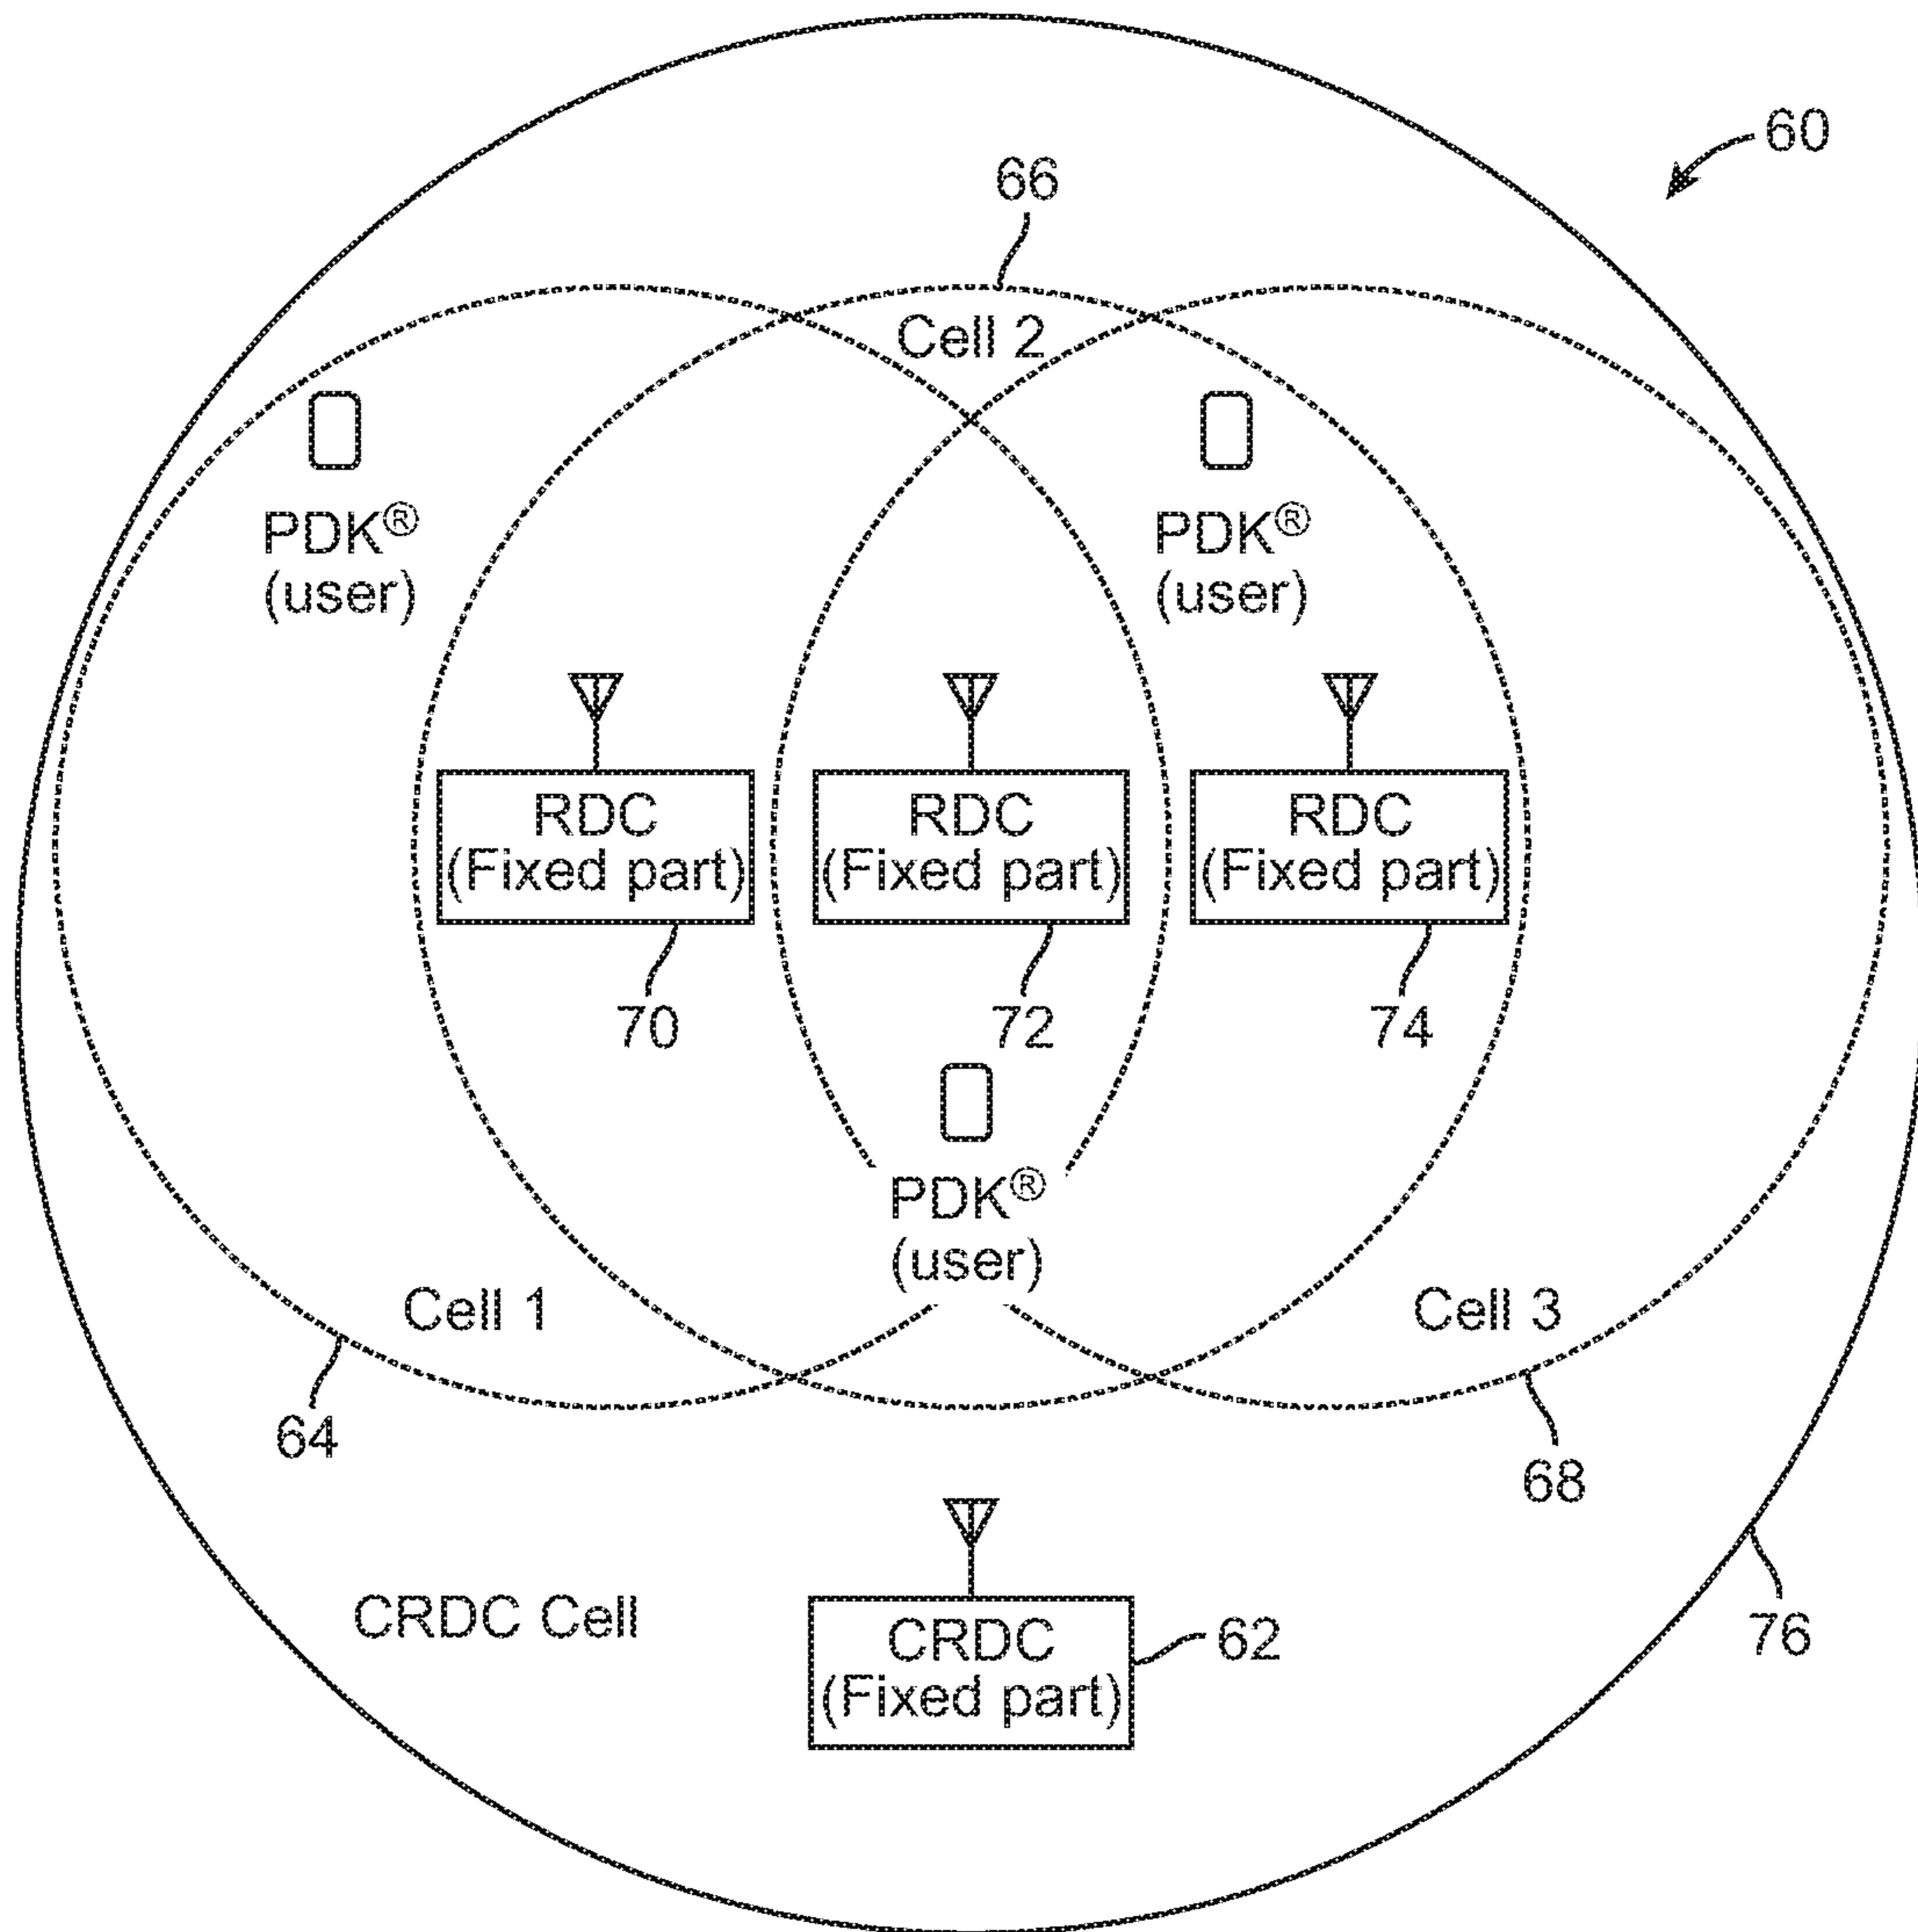 60
66
Cell 2
PDK®
(user)
PDK®
(user)
RDC
(Fixed part)
RDC
(Fixed part)
RDC
(Fixed part)
70
72
74
PDK®
(user)
Cell 1
Cell 3
64
68
CRDC Cell
CRDC
(Fixed part)
62
76